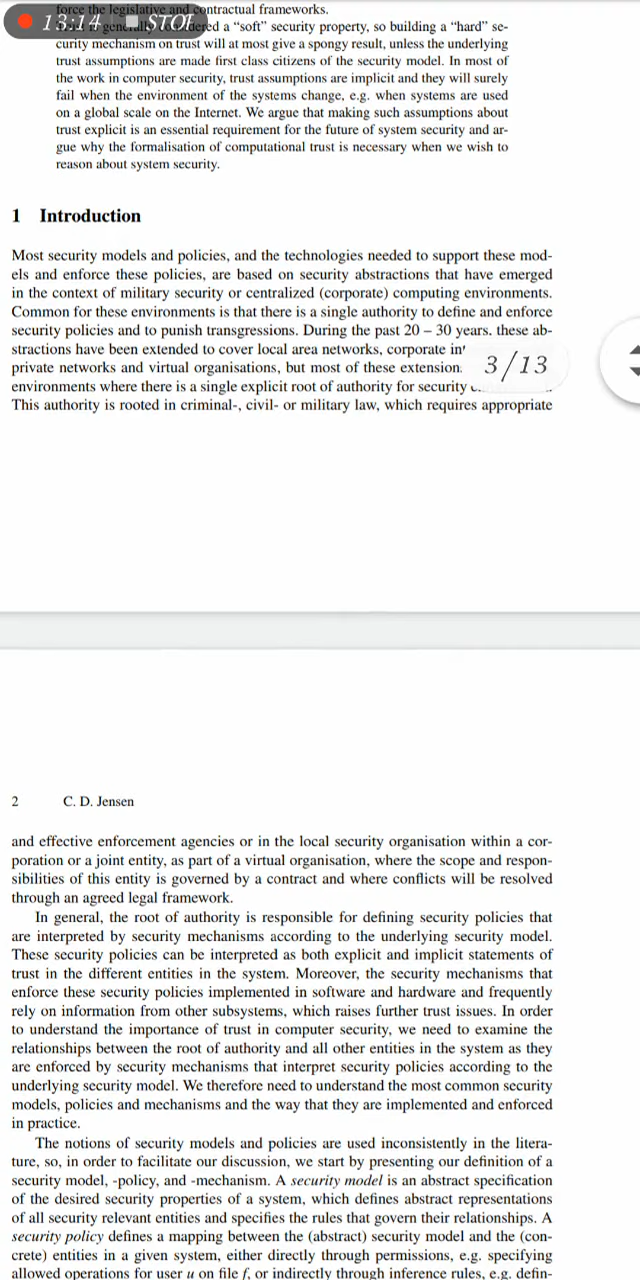 force the legislative and contractual frameworks.
13:14 STOP
generally considered a “soft” security property, so building a “hard” se-
curity mechanism on trust will at most give a spongy result, unless the underlying
trust assumptions are made first class citizens of the security model. In most of
the work in computer security, trust assumptions are implicit and they will surely
fail when the environment of the systems change, e.g. when systems are used
on a global scale on the Internet. We argue that making such assumptions about
trust explicit is an essential requirement for the future of system security and ar-
gue why the formalisation of computational trust is necessary when we wish to
reason about system security.
1 Introduction
Most security models and policies, and the technologies needed to support these mod-
els and enforce these policies, are based on security abstractions that have emerged
in the context of military security or centralized (corporate) computing environments.
Common for these environments is that there is a single authority to define and enforce
security policies and to punish transgressions. During the past 20 – 30 years. these ab-
stractions have been extended to cover local area networks, corporate
private networks and virtual organisations, but most of these extension
3/13
environments where there is a single explicit root of authority for security
This authority is rooted in criminal-, civil- or military law, which requires appropriate
2 C. D. Jensen
and effective enforcement agencies or in the local security organisation within a cor-
poration or a joint entity, as part of a virtual organisation, where the scope and respon-
sibilities of this entity is governed by a contract and where conflicts will be resolved
through an agreed legal framework.
In general, the root of authority is responsible for defining security policies that
are interpreted by security mechanisms according to the underlying security model.
These security policies can be interpreted as both explicit and implicit statements of
trust in the different entities in the system. Moreover, the security mechanisms that
enforce these security policies implemented in software and hardware and frequently
rely on information from other subsystems, which raises further trust issues. In order
to understand the importance of trust in computer security, we need to examine the
relationships between the root of authority and all other entities in the system as they
are enforced by security mechanisms that interpret security policies according to the
underlying security model. We therefore need to understand the most common security
models, policies and mechanisms and the way that they are implemented and enforced
in practice.
The notions of security models and policies are used inconsistently in the litera-
ture, so, in order to facilitate our discussion, we start by presenting our definition of a
security model, -policy, and -mechanism. A security model is an abstract specification
of the desired security properties of a system, which defines abstract representations
of all security relevant entities and specifies the rules that govern their relationships. A
security policy defines a mapping between the (abstract) security model and the (con-
crete) entities in a given system, either directly through permissions, e.g. specifying
allowed operations for user u on file f, or indirectly through inference rules, e.g. defin-